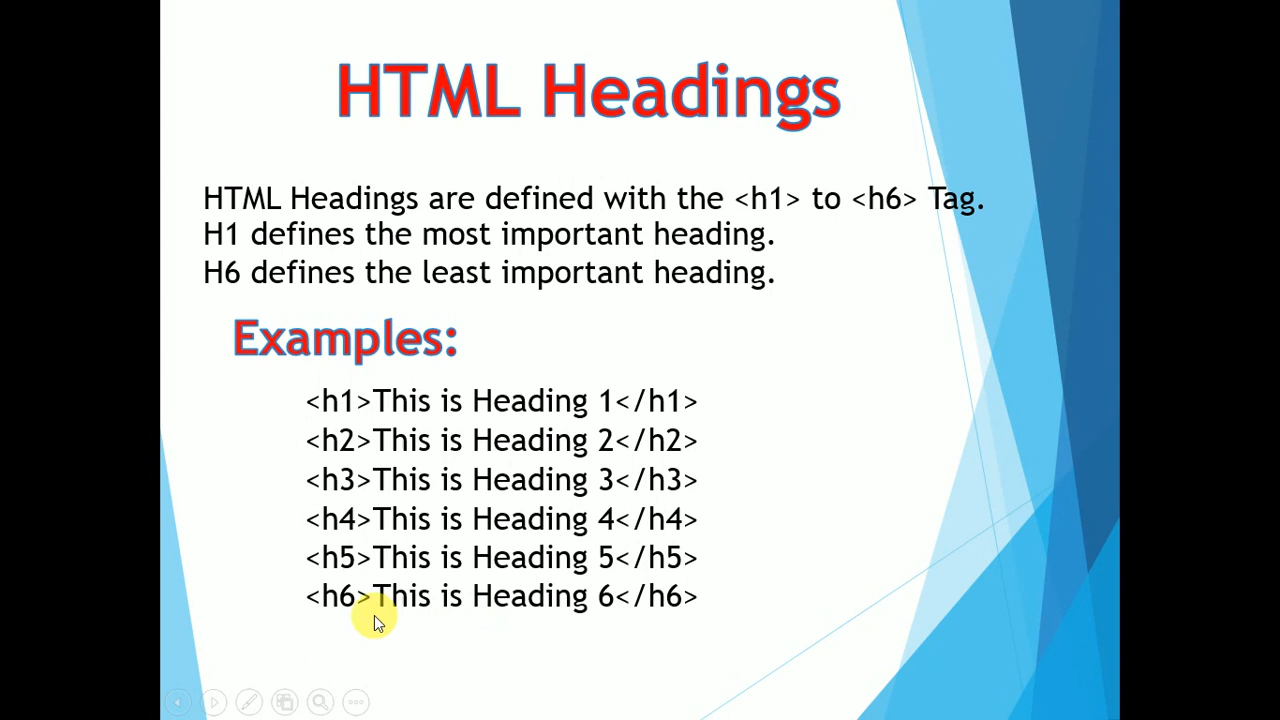 HTML Headings
HTML Headings are defined with the <h1> to <h6> Tag.
H1 defines the most important heading.
H6 defines the least important heading.
Examples:
<h1>This is Heading 1</h1>
<h2>This is Heading 2</h2>
<h3>This is Heading 3</h3>
<h4>This is Heading 4</h4>
<h5>This is Heading 5</h5>
<h6>This is Heading 6</h6>